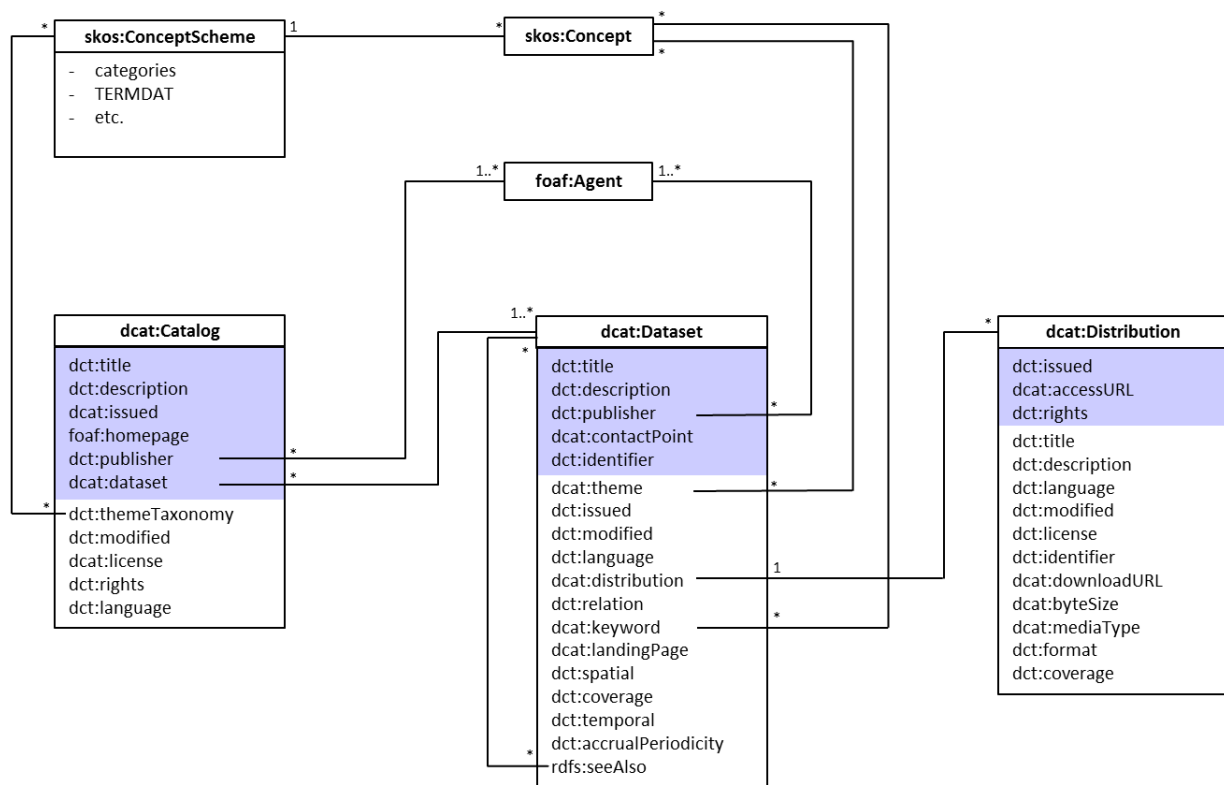 skos:ConceptScheme
- categories
- TERMDAT
- etc.
*
1
*
skos:Concept
*
*
1..*
foaf:Agent
1..*
dcat:Catalog
dct:title
dct:description
dcat:issued
foaf:homepage
dct:publisher
dcat:dataset
dct:themeTaxonomy
dct:modified
dcat:license
dct:rights
dct:language
*
*
*
1..*
*
dcat:Dataset
dct:title
dct:description
dct:publisher
dcat:contactPoint
dct:identifier
dcat:theme
dct:issued
dct:modified
dct:language
dcat:distribution
dct:relation
dcat:keyword
dcat:landingPage
dct:spatial
dct:coverage
dct:temporal
dct:accrualPeriodicity
rdfs:seeAlso
*
*
1
*
*
*
dcat:Distribution
dct:issued
dcat:accessURL
dct:rights
dct:title
dct:description
dct:language
dct:modified
dct:license
dct:identifier
dcat:downloadURL
dcat:byteSize
dcat:mediaType
dct:format
dct:coverage